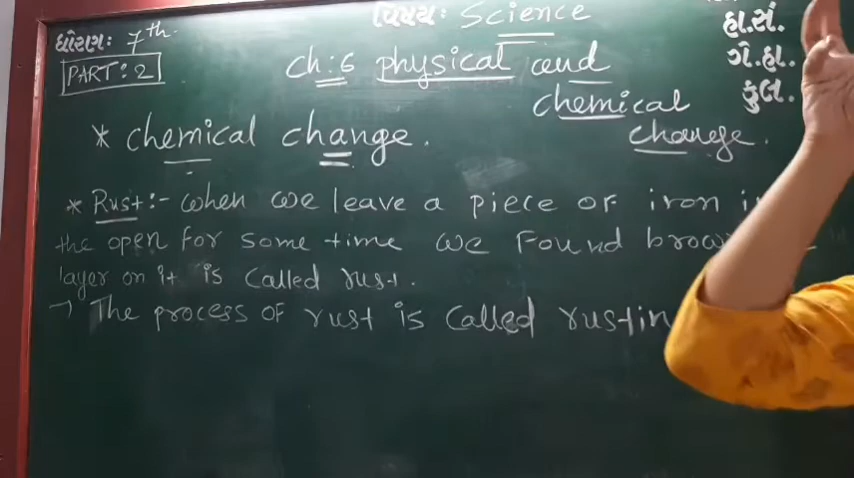 ધોરણ: 7th.
વિષય: Science
હા.સં.
PART: 2
ch: 6 physical and
ગે.હા.
chemical
કુલ.
* chemical change.
change.
* Rust :- when we leave a piece of iron
the open for some time we found
layer on it is called rust.
→ The process of rust is called